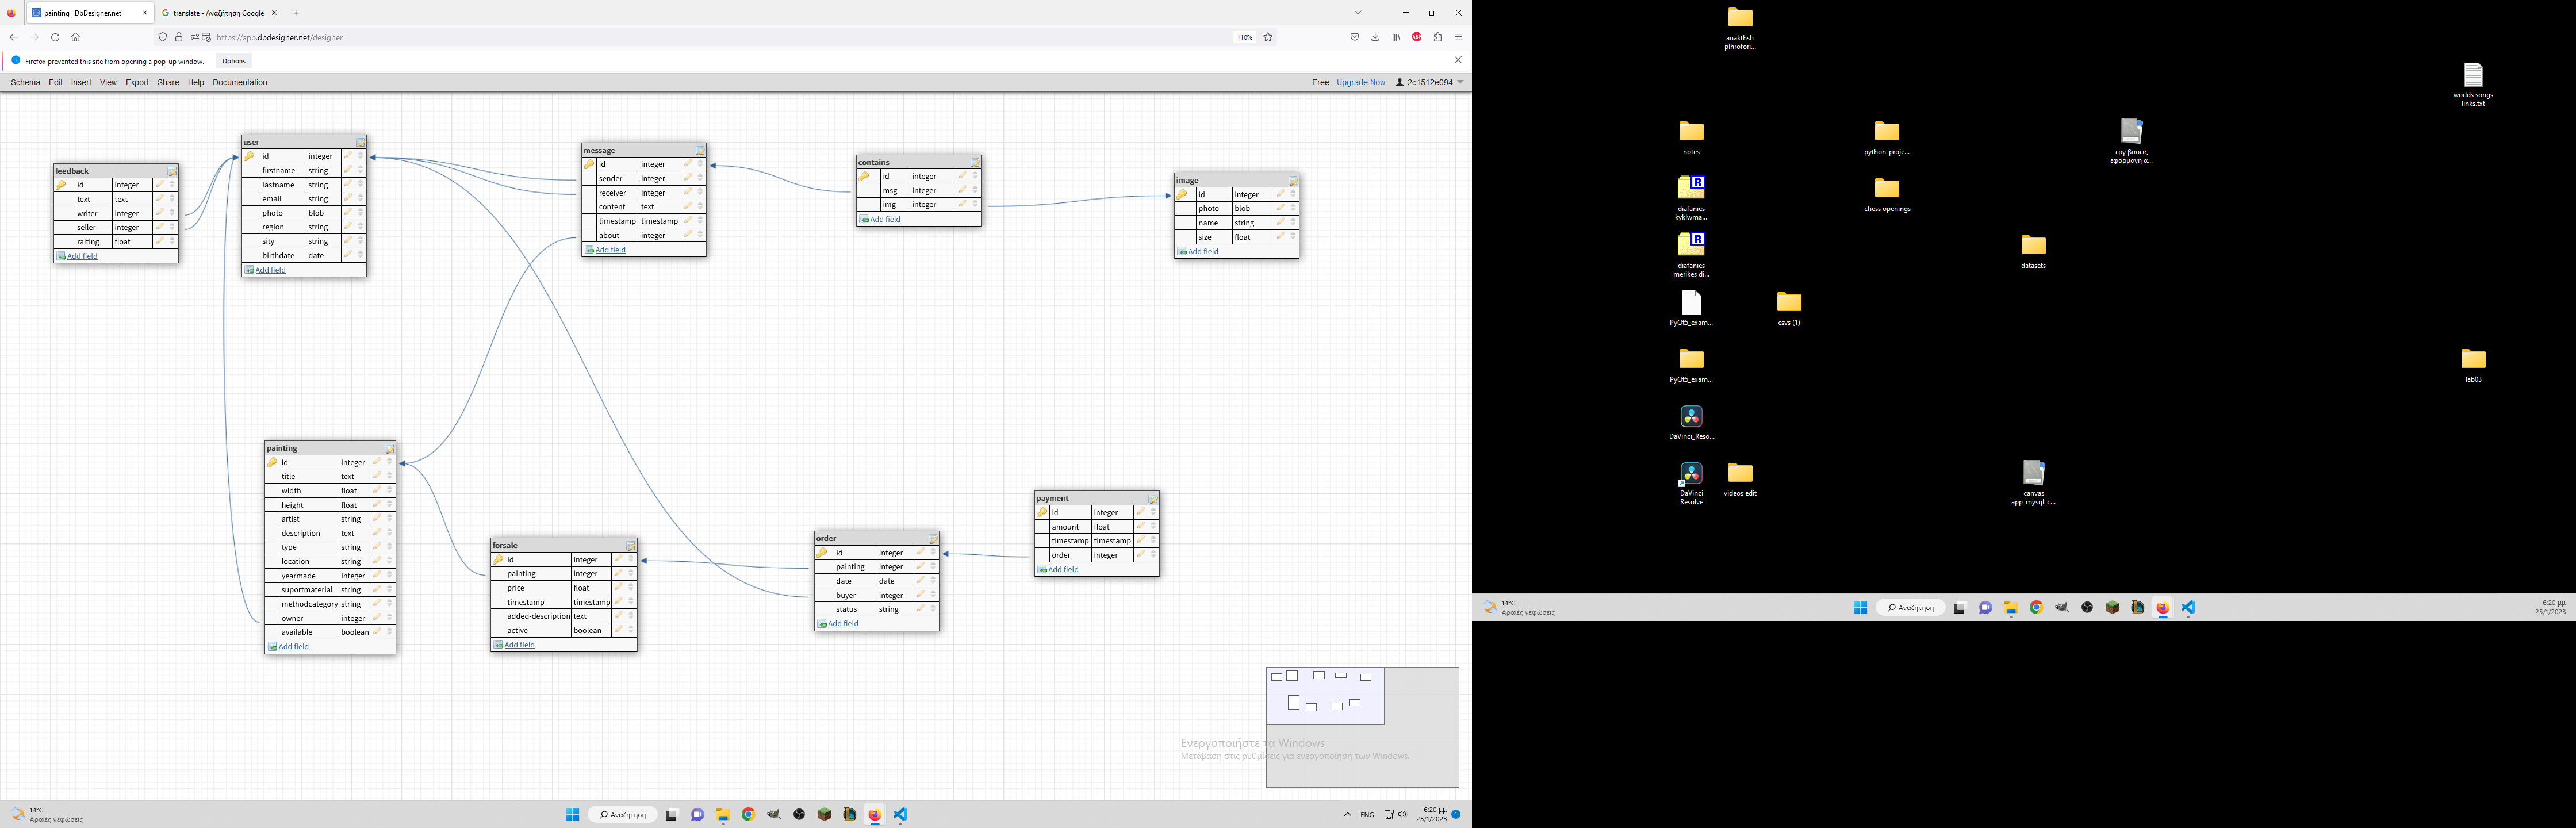 painting | DbDesigner.net
translate - Αναζήτηση Google
https://app.dbdesigner.net/designer
110%
Firefox prevented this site from opening a pop-up window.
Options
Schema Edit Insert View Export Share Help Documentation
Free - Upgrade Now
2c1512e094
feedback
id integer
text text
writer integer
seller integer
raiting float
Add field
user
id integer
firstname string
lastname string
email string
photo blob
region string
sity string
birthdate date
Add field
message
id integer
sender integer
receiver integer
content text
timestamp timestamp
about integer
Add field
contains
id integer
msg integer
img integer
Add field
image
id integer
photo blob
name string
size float
Add field
painting
id integer
title text
width float
height float
artist string
description text
type string
location string
yearmade integer
suportmaterial string
methodcategory string
owner integer
available boolean
Add field
forsale
id integer
painting integer
price float
timestamp timestamp
added-description text
active boolean
Add field
order
id integer
painting integer
date date
buyer integer
status string
Add field
payment
id integer
amount float
timestamp timestamp
order integer
Add field
Ενεργοποιήστε τα Windows
Μετάβαση στις ρυθμίσεις για ενεργοποίηση των Windows.
14°C
Αραιές νεφώσεις
Αναζήτηση
ENG
6:20 μμ
25/1/2023
1
anakthsh
plhrofori...
worlds songs
links.txt
notes
python_proje...
ερυ βασεις
εφαρμογη α...
R
diafanies
kyklwma...
chess openings
R
diafanies
merikes di...
datasets
PyQt5_exam...
csvs (1)
PyQt5_exam...
lab03
DaVinci_Reso...
DaVinci
Resolve
videos edit
canvas
app_mysql_c...
14°C
Αραιές νεφώσεις
Αναζήτηση
6:20 μμ
25/1/2023